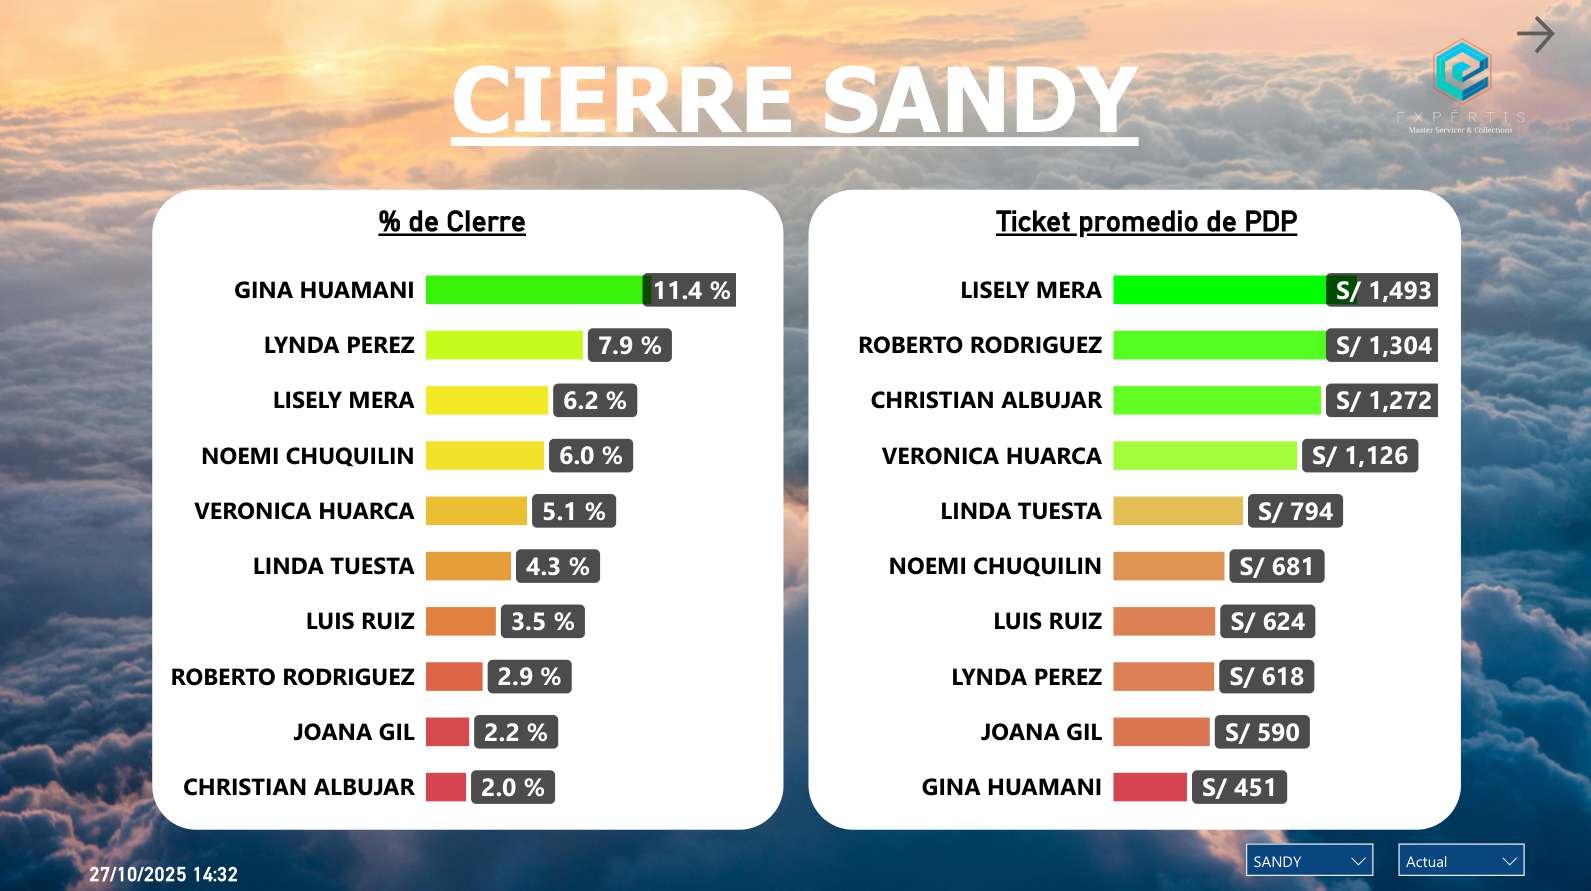 CIERRE SANDY
EXPERTIS
Master Servicer & Collections
% de CIerre
GINA HUAMANI 11.4 %
LYNDA PEREZ 7.9 %
LISELY MERA 6.2 %
NOEMI CHUQUILIN 6.0 %
VERONICA HUARCA 5.1 %
LINDA TUESTA 4.3 %
LUIS RUIZ 3.5 %
ROBERTO RODRIGUEZ 2.9 %
JOANA GIL 2.2 %
CHRISTIAN ALBUJAR 2.0 %
Ticket promedio de PDP
LISELY MERA S/ 1,493
ROBERTO RODRIGUEZ S/ 1,304
CHRISTIAN ALBUJAR S/ 1,272
VERONICA HUARCA S/ 1,126
LINDA TUESTA S/ 794
NOEMI CHUQUILIN S/ 681
LUIS RUIZ S/ 624
LYNDA PEREZ S/ 618
JOANA GIL S/ 590
GINA HUAMANI S/ 451
27/10/2025 14:32
SANDY
Actual